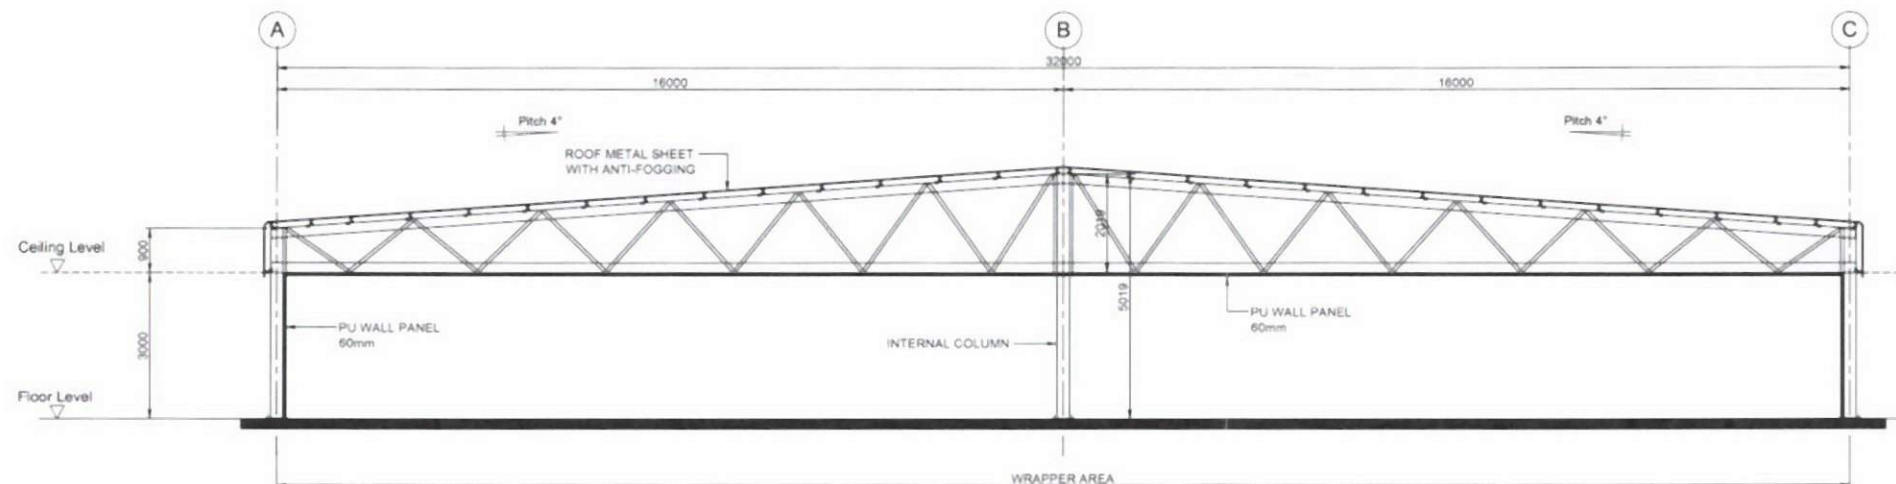 A
B
C
32000
16000
16000
Pitch 4°
Pitch 4°
ROOF METAL SHEET
WITH ANTI-FOGGING
Ceiling Level
900
2019
5019
PU WALL PANEL
60mm
INTERNAL COLUMN
PU WALL PANEL
60mm
3000
Floor Level
WRAPPER AREA